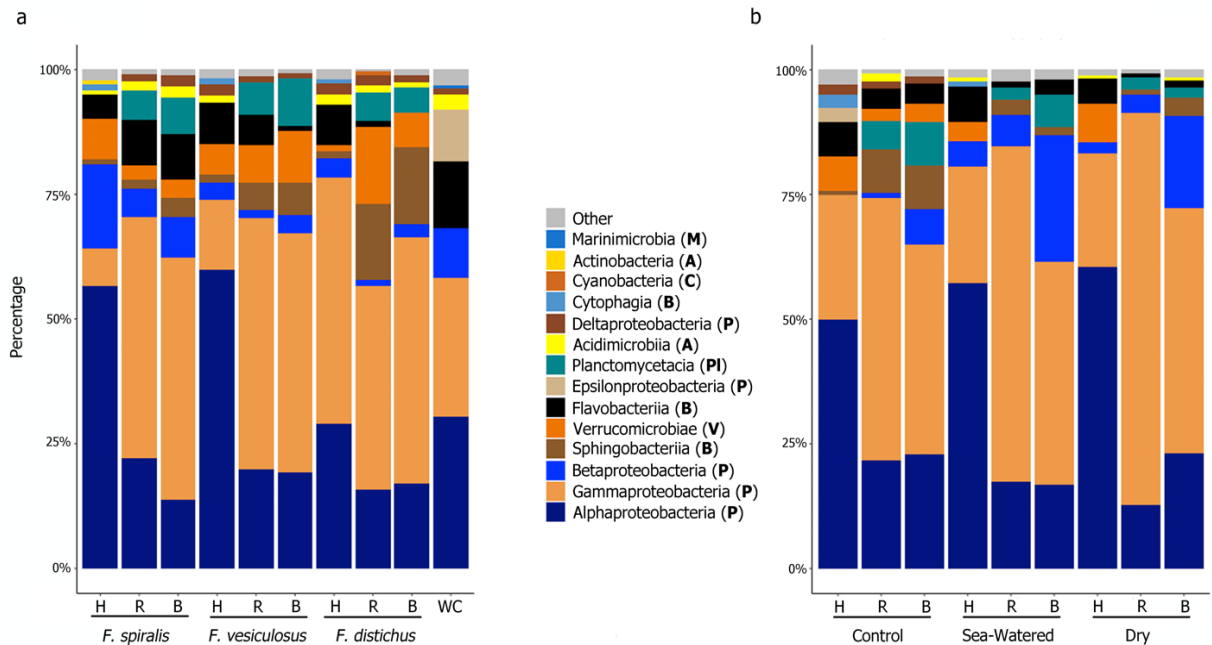 a
Percentage
100%
75%
50%
25%
0%
H R B H R B H R B WC
F. spiralis F. vesiculosus F. distichus
Other
Marinimicrobia (M)
Actinobacteria (A)
Cyanobacteria (C)
Cytophagia (B)
Deltaproteobacteria (P)
Acidimicrobiia (A)
Planctomycetacia (Pl)
Epsilonproteobacteria (P)
Flavobacteriia (B)
Verrucomicrobiae (V)
Sphingobacteriia (B)
Betaproteobacteria (P)
Gammaproteobacteria (P)
Alphaproteobacteria (P)
b
100%
75%
50%
25%
0%
H R B H R B H R B
Control Sea-Watered Dry